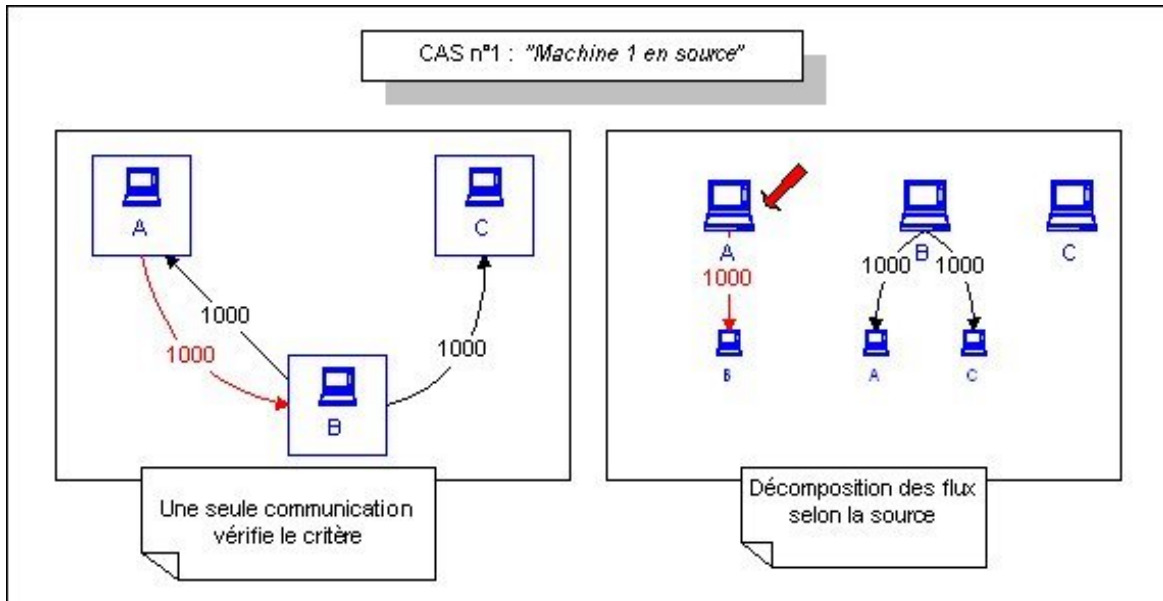 CAS n°1 : "Machine 1 en source"
A
C
1000
1000
1000
B
Une seule communication
vérifie le critère
A
B
C
1000
1000
1000
B
A
C
Décomposition des flux
selon la source